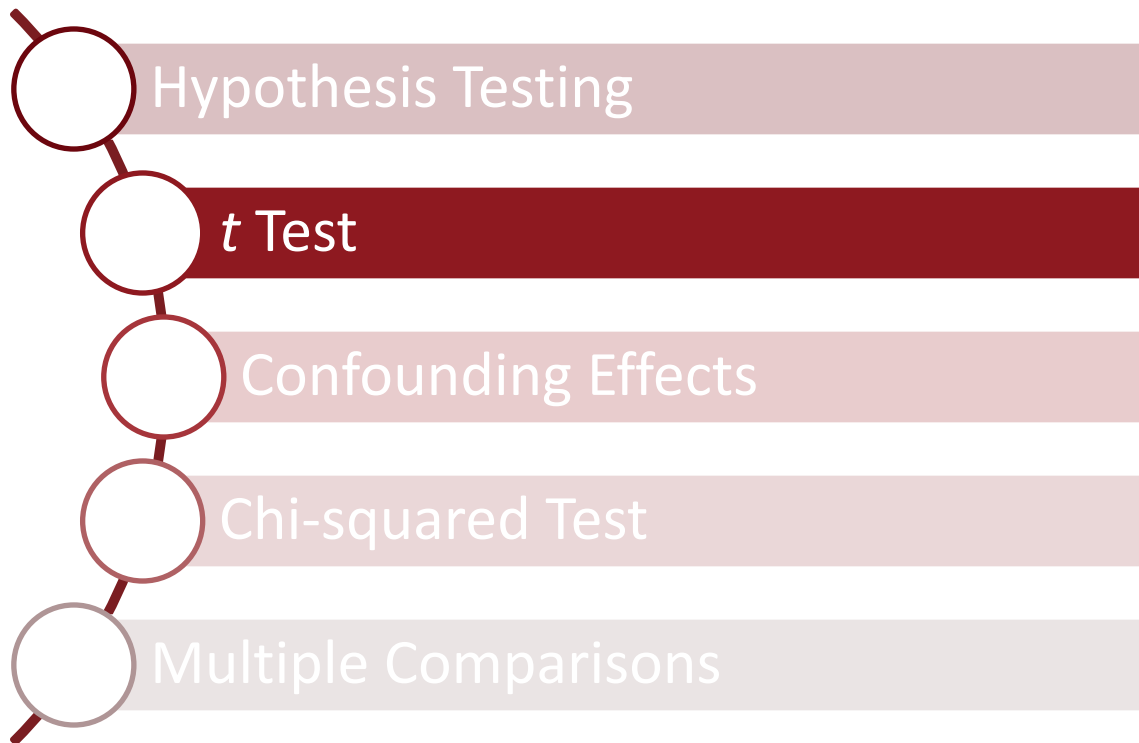 Hypothesis Testing
t Test
Confounding Effects
Chi-squared Test
Multiple Comparisons